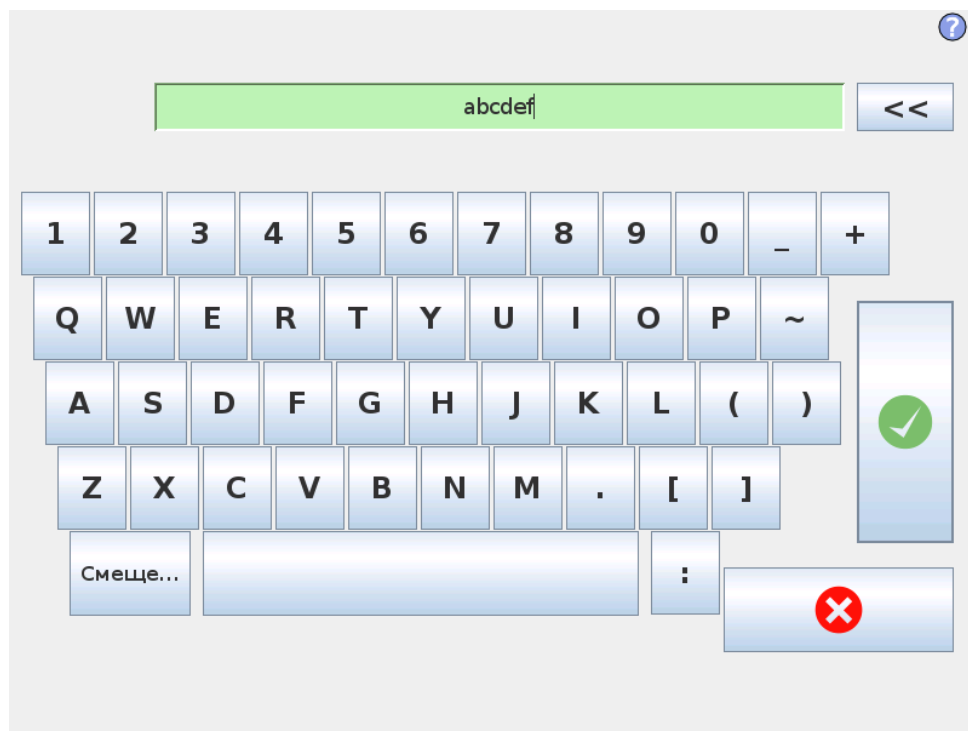 ?
abcdef
<<
1 2 3 4 5 6 7 8 9 0 _ +
Q W E R T Y U I O P ~
A S D F G H J K L ( )
Z X C V B N M . [ ]
Смеще... :